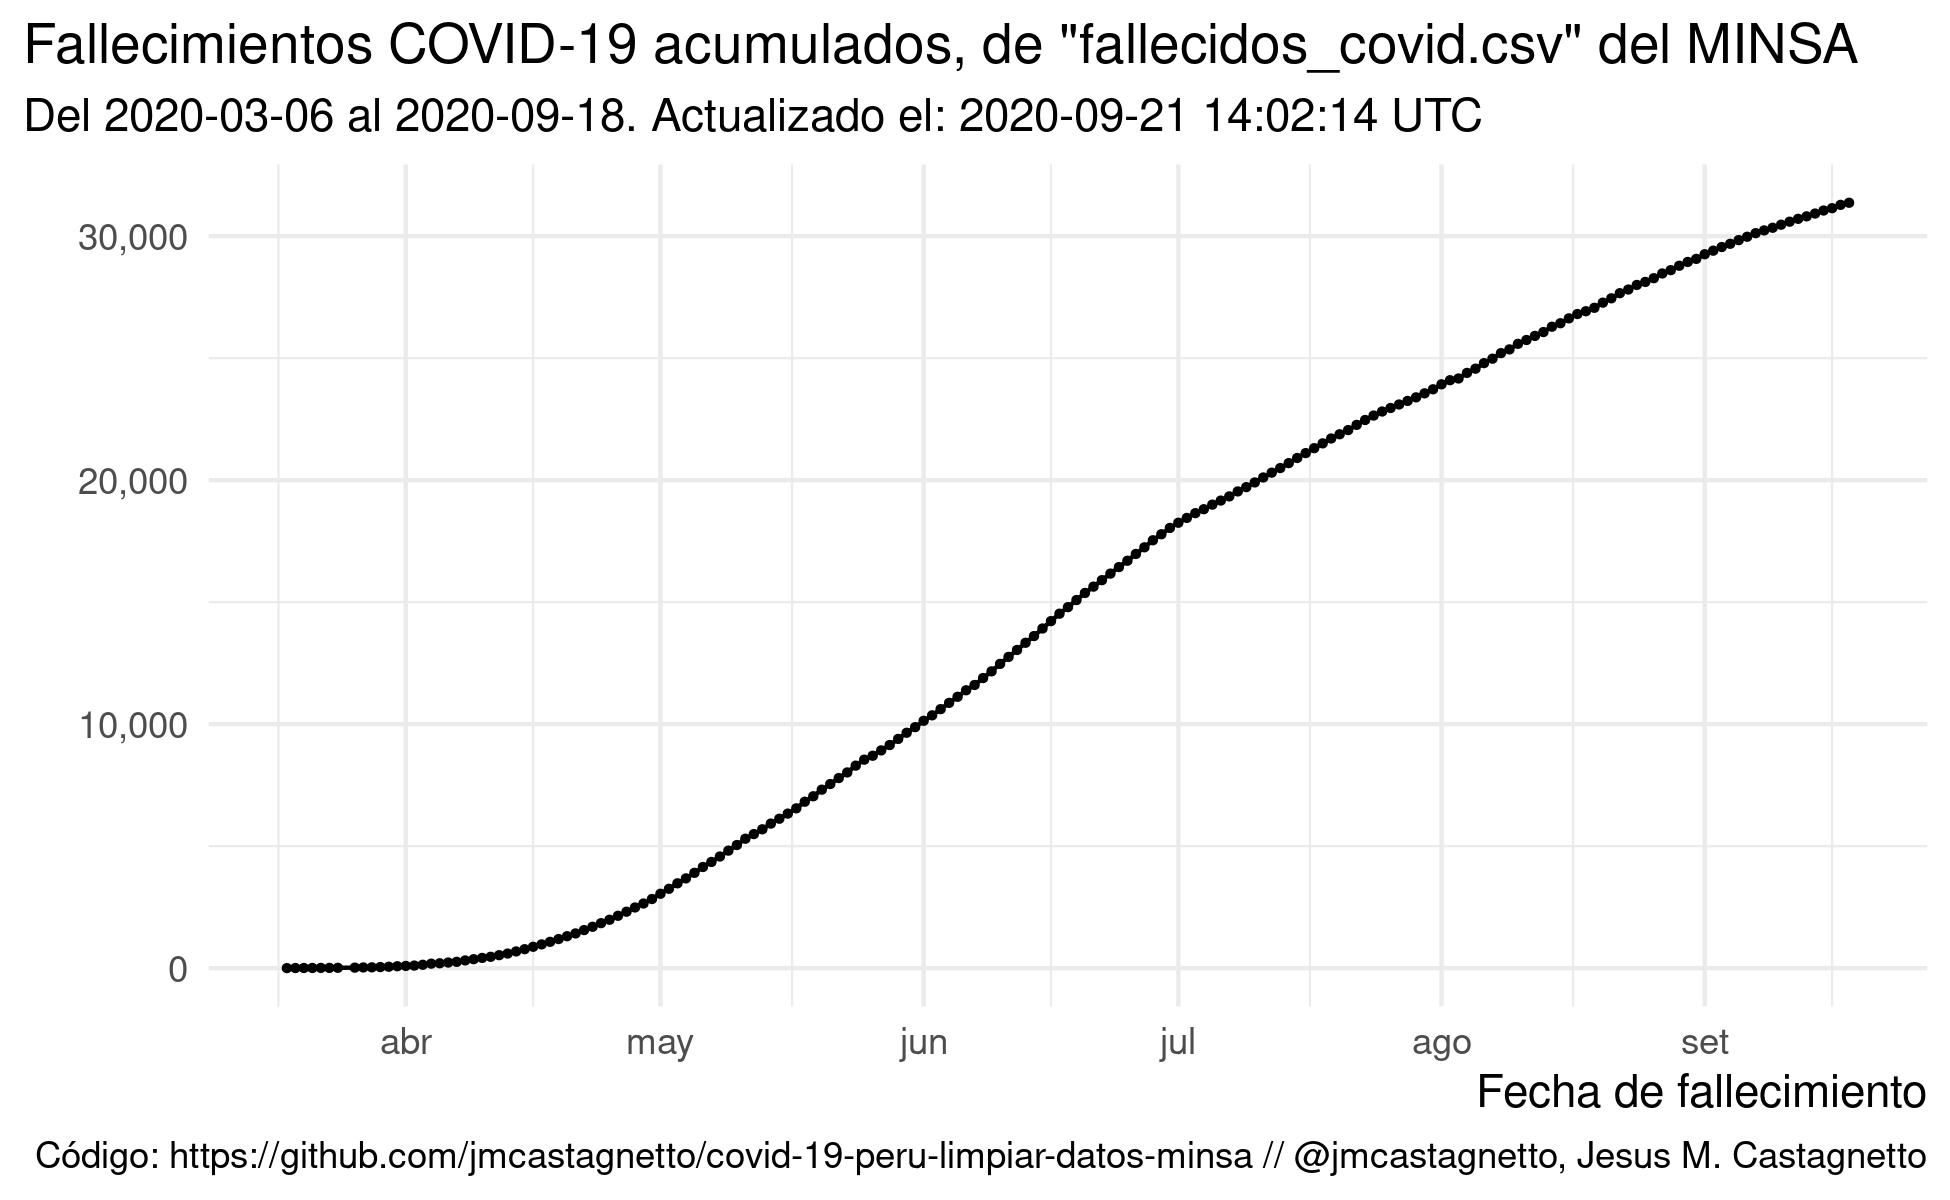 Fallecimientos COVID-19 acumulados, de "fallecidos_covid.csv" del MINSA
Del 2020-03-06 al 2020-09-18. Actualizado el: 2020-09-21 14:02:14 UTC
30,000
20,000
10,000
0
abr may jun jul ago set
Fecha de fallecimiento
Código: https://github.com/jmcastagnetto/covid-19-peru-limpiar-datos-minsa // @jmcastagnetto, Jesus M. Castagnetto